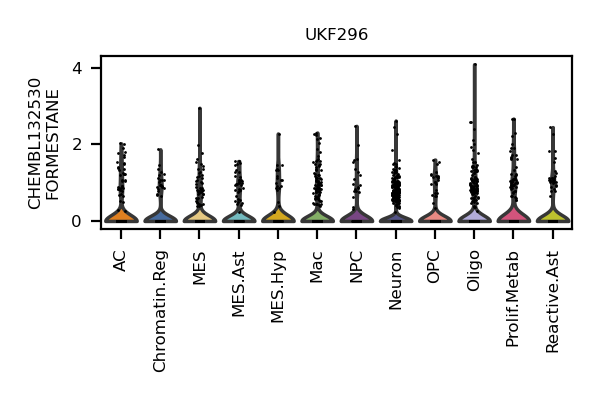 UKF296
CHEMBL132530
FORMESTANE
4
2
0
AC
Chromatin.Reg
MES
MES.Ast
MES.Hyp
Mac
NPC
Neuron
OPC
Oligo
Prolif.Metab
Reactive.Ast